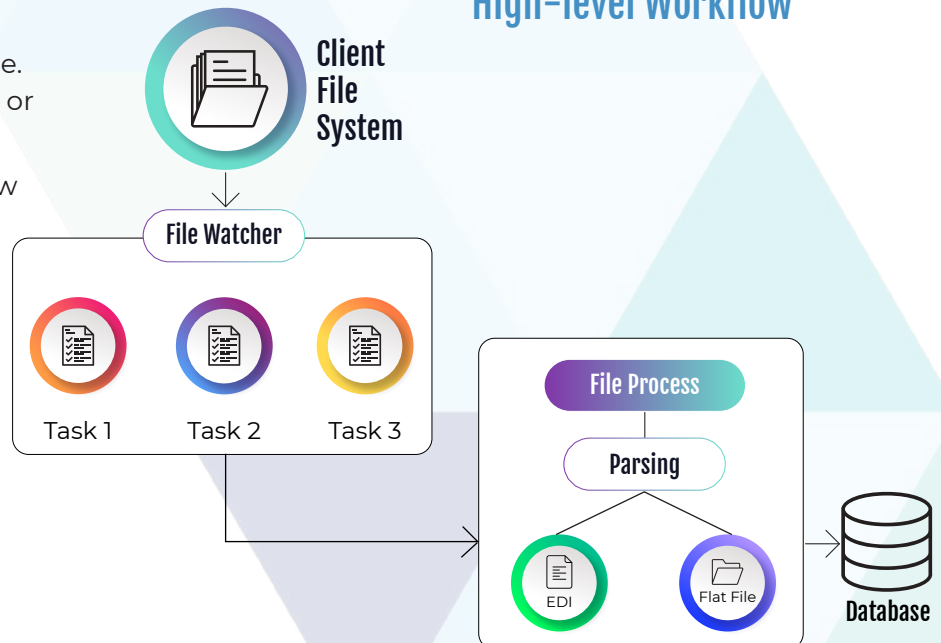 High-level Workflow
e.
or
w
Client
File
System
File Watcher
Task 1
Task 2
Task 3
File Process
Parsing
EDI
Flat File
Database